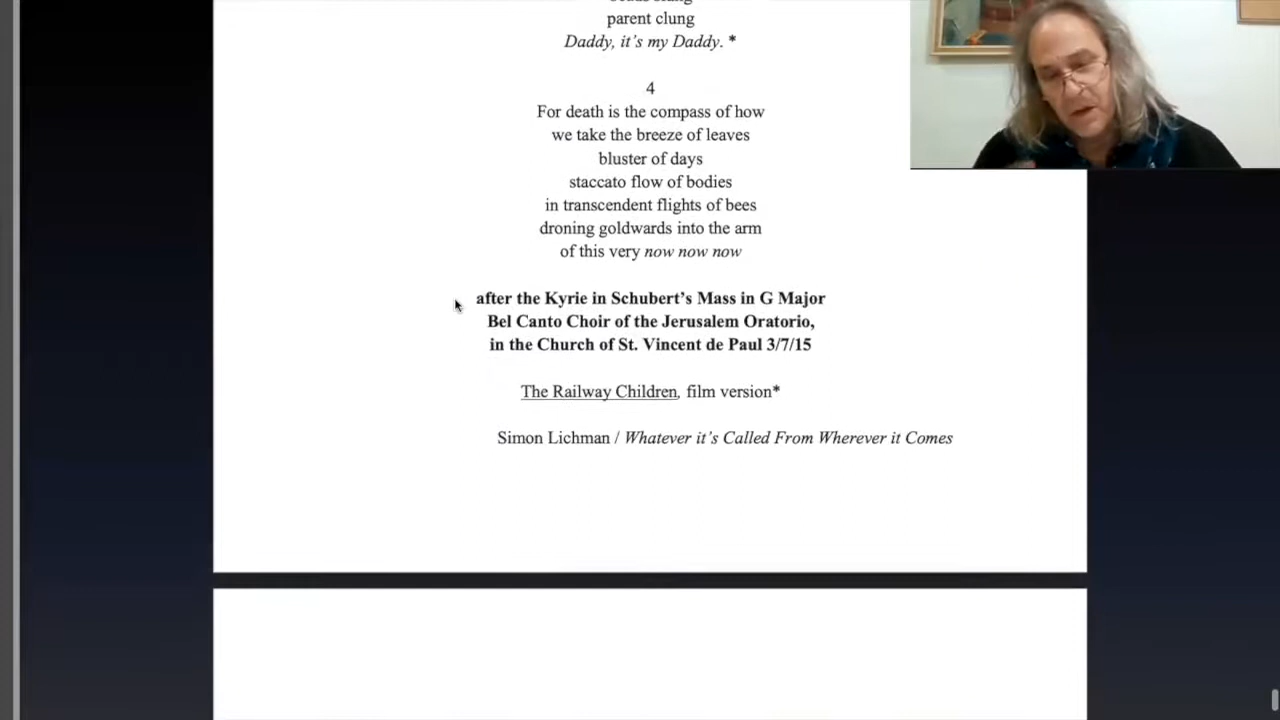 parent clung
Daddy, it's my Daddy. *
4
For death is the compass of how
we take the breeze of leaves
bluster of days
staccato flow of bodies
in transcendent flights of bees
droning goldwards into the arm
of this very now now now
after the Kyrie in Schubert's Mass in G Major
Bel Canto Choir of the Jerusalem Oratorio,
in the Church of St. Vincent de Paul 3/7/15
The Railway Children, film version*
Simon Lichman / Whatever it's Called From Wherever it Comes